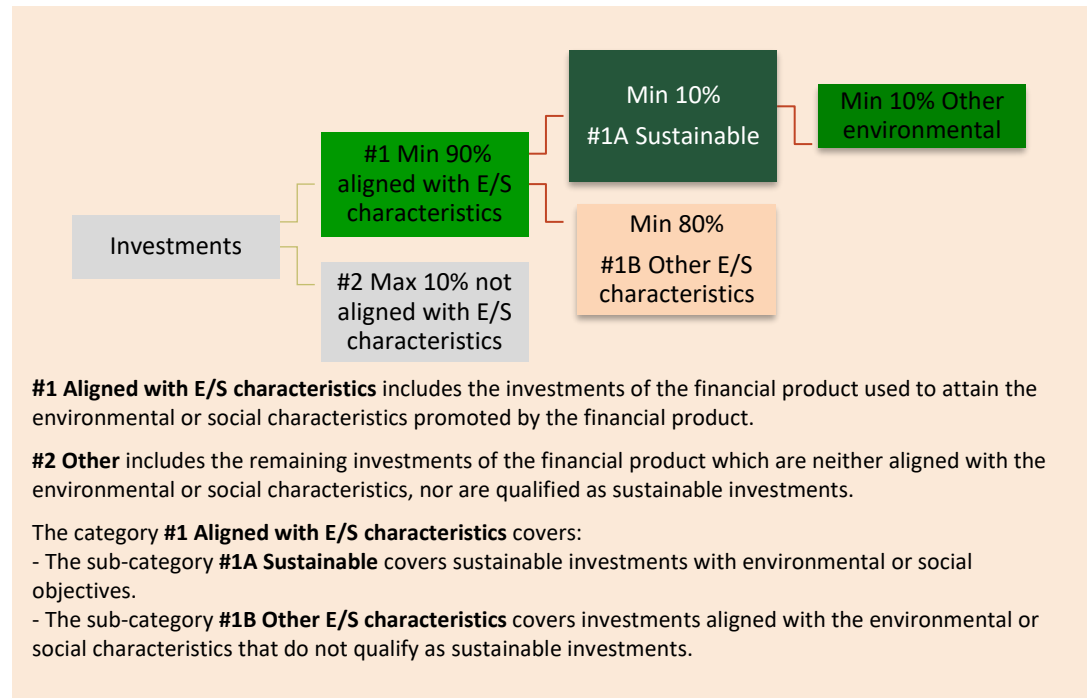 Investments
#1 Min 90%
aligned with E/S
characteristics
#2 Max 10% not
aligned with E/S
characteristics
Min 10%
#1A Sustainable
Min 80%
#1B Other E/S
characteristics
Min 10% Other
environmental
#1 Aligned with E/S characteristics includes the investments of the financial product used to attain the
environmental or social characteristics promoted by the financial product.
#2 Other includes the remaining investments of the financial product which are neither aligned with the
environmental or social characteristics, nor are qualified as sustainable investments.
The category #1 Aligned with E/S characteristics covers:
- The sub-category #1A Sustainable covers sustainable investments with environmental or social
objectives.
- The sub-category #1B Other E/S characteristics covers investments aligned with the environmental or
social characteristics that do not qualify as sustainable investments.